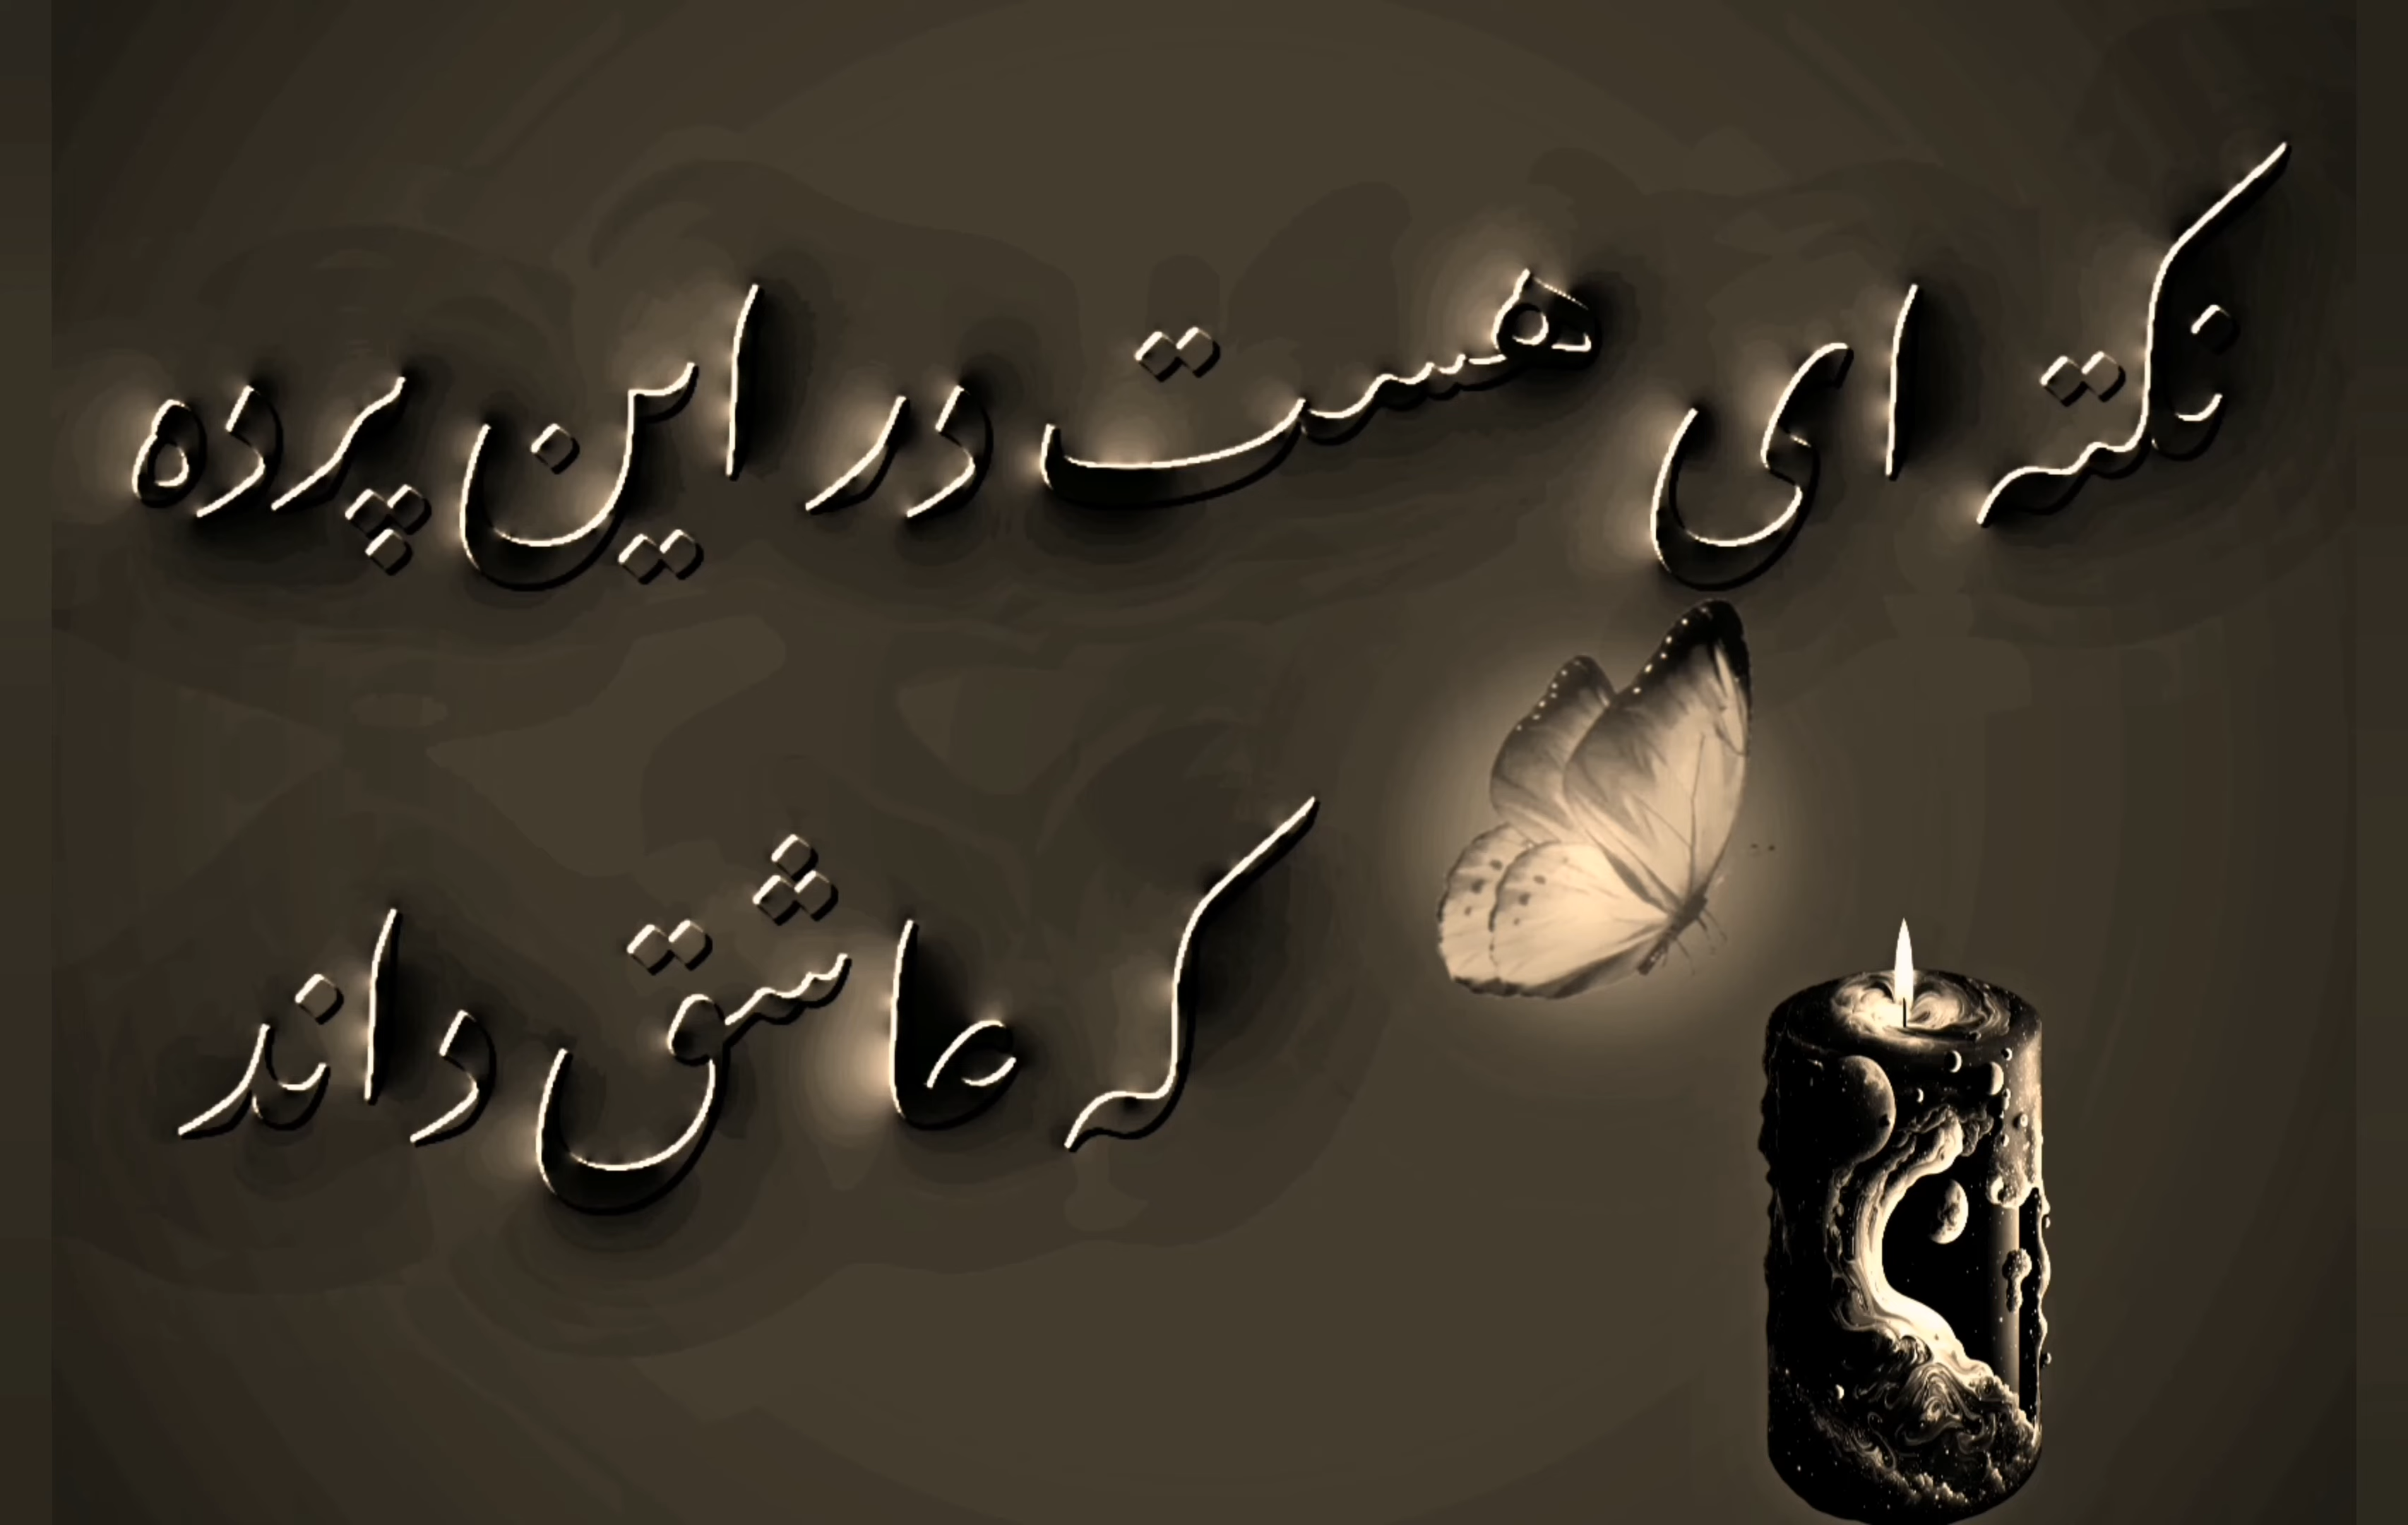 نکته ای هست در این پرده
که عاشق داند